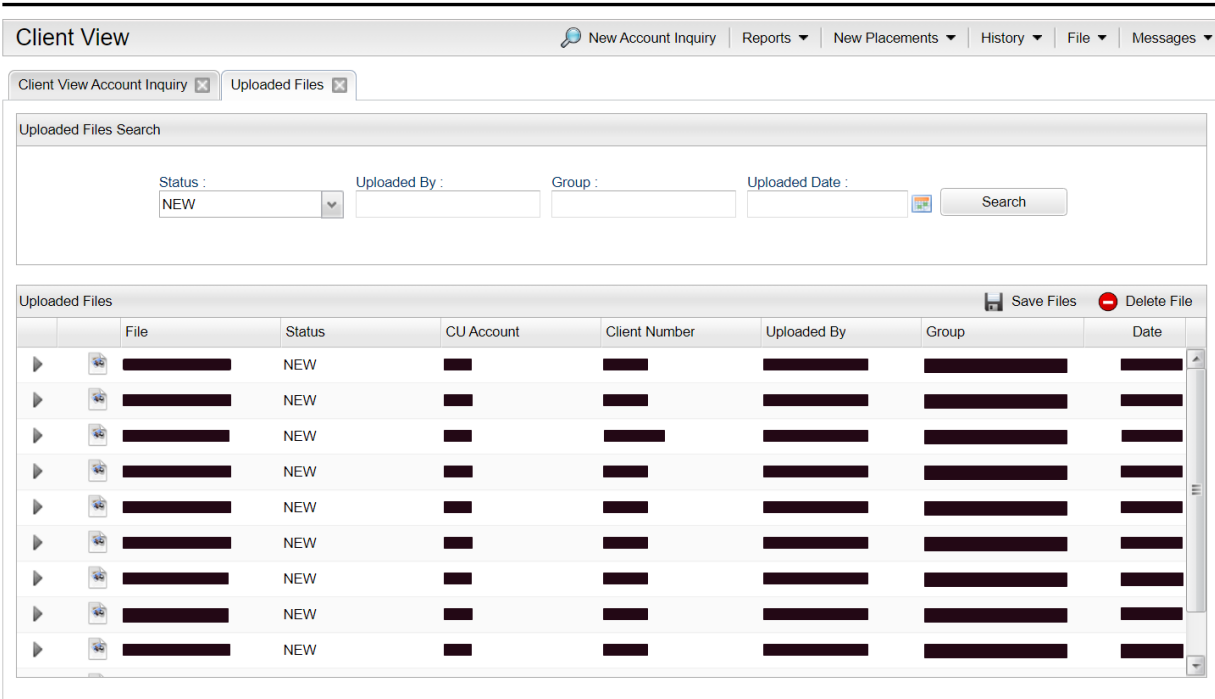 Client View
New Account Inquiry Reports New Placements History File Messages
Client View Account Inquiry Uploaded Files
Uploaded Files Search
Status : Uploaded By : Group : Uploaded Date :
NEW Search
Uploaded Files Save Files Delete File
File Status CU Account Client Number Uploaded By Group Date
NEW
NEW
NEW
NEW
NEW
NEW
NEW
NEW
NEW